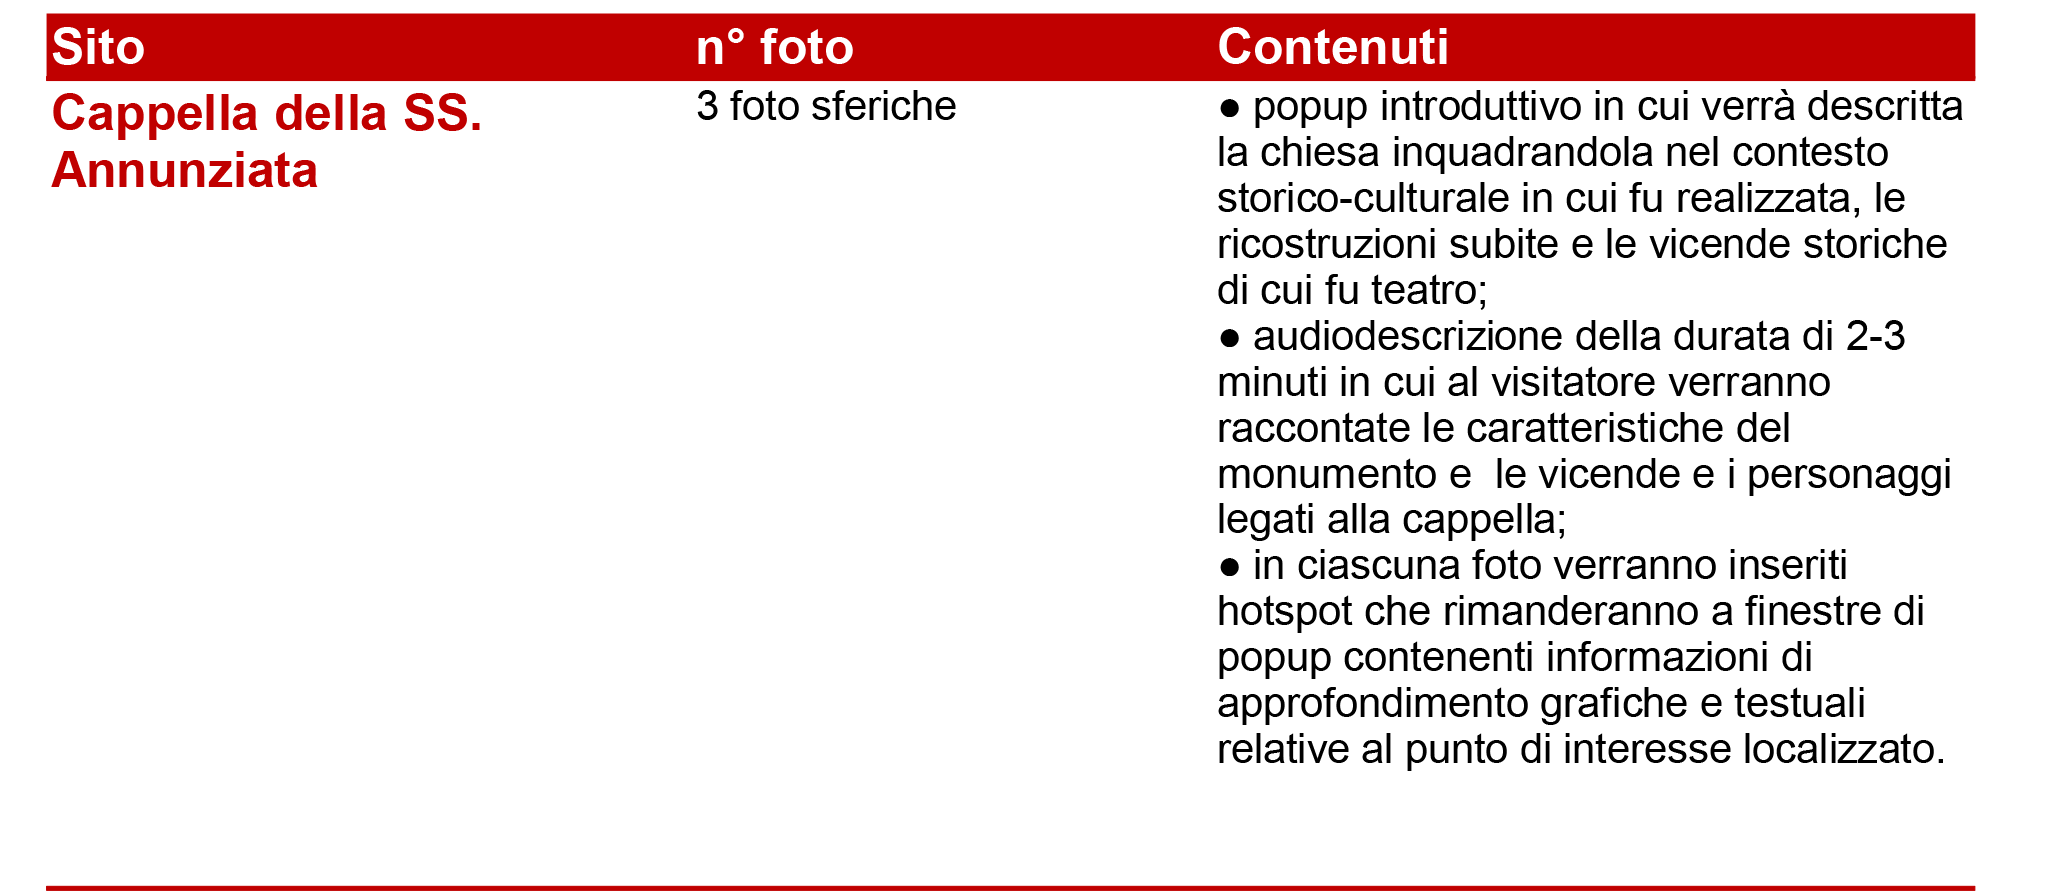 Sito n° foto Contenuti
Cappella della SS.
Annunziata
3 foto sferiche
● popup introduttivo in cui verrà descritta
la chiesa inquadrandola nel contesto
storico-culturale in cui fu realizzata, le
ricostruzioni subite e le vicende storiche
di cui fu teatro;
● audiodescrizione della durata di 2-3
minuti in cui al visitatore verranno
raccontate le caratteristiche del
monumento e  le vicende e i personaggi
legati alla cappella;
● in ciascuna foto verranno inseriti
hotspot che rimanderanno a finestre di
popup contenenti informazioni di
approfondimento grafiche e testuali
relative al punto di interesse localizzato.